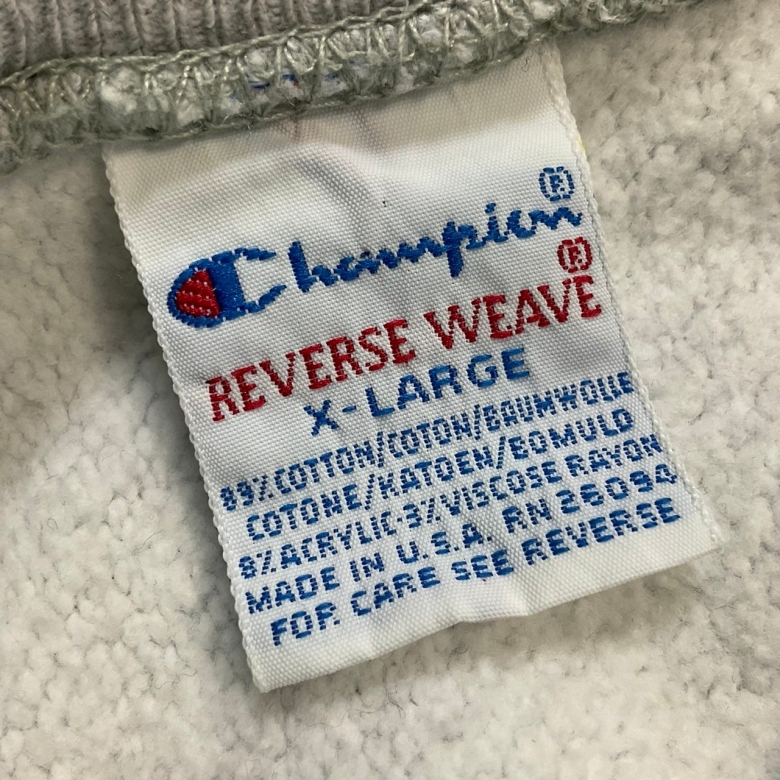 Champion®
REVERSE WEAVE®
X-LARGE
89% COTTON/COTON/BAUMWOLLE
COTONE/KATOEN/BOMULD
8% ACRYLIC-3% VISCOSE RAYON
MADE IN U.S.A. RN 26094
FOR CARE SEE REVERSE